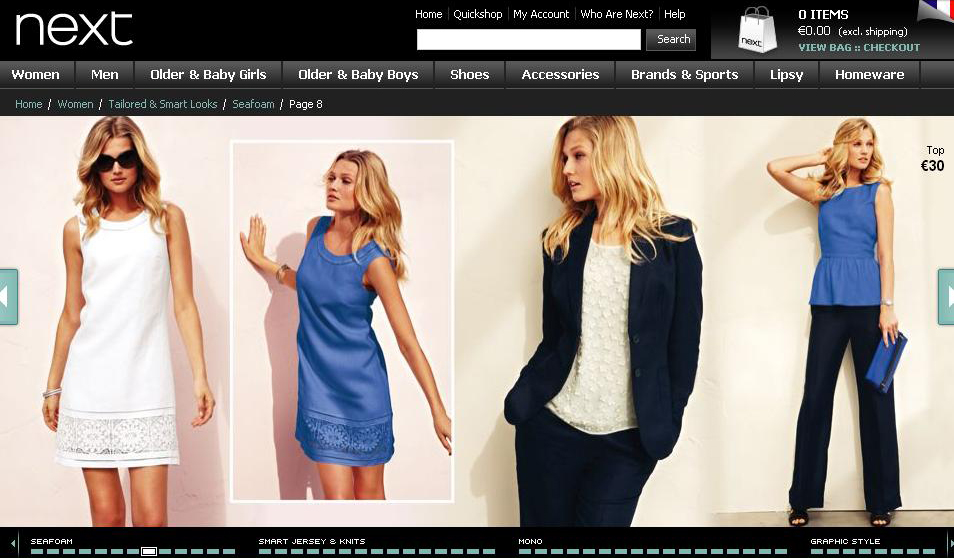 next
Home Quickshop My Account Who Are Next? Help
Search
next
0 ITEMS
€0.00 (excl. shipping)
VIEW BAG :: CHECKOUT
Women Men Older & Baby Girls Older & Baby Boys Shoes Accessories Brands & Sports Lipsy Homeware
Home / Women / Tailored & Smart Looks / Seafoam / Page 8
Top
€30
SEAFOAM SMART JERSEY & KNITS MONO GRAPHIC STYLE